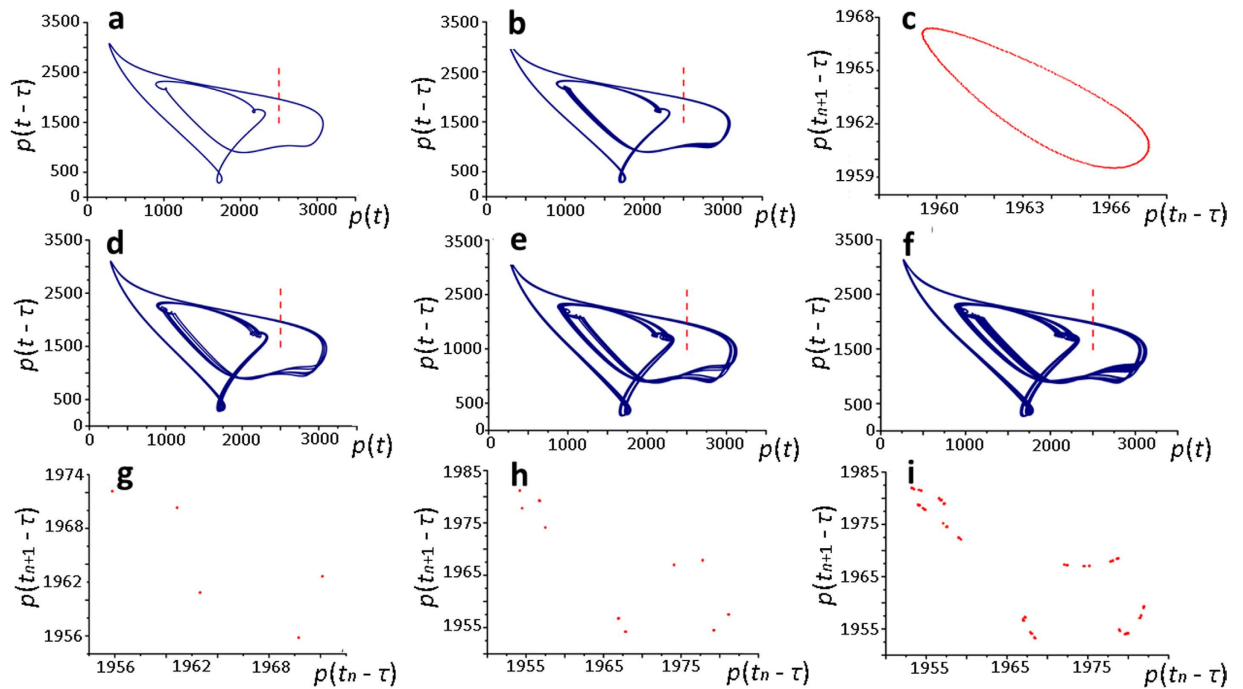 a
3500
2500
1500
500
0
p(t - τ)
0
1000
2000
3000
p(t)
b
3500
2500
1500
500
0
p(t - τ)
0
1000
2000
3000
p(t)
c
1968
1965
1962
1959
p(tn+1 - τ)
1960
1963
1966
p(tn - τ)
d
3500
2500
1500
500
0
p(t - τ)
0
1000
2000
3000
p(t)
e
3500
2500
1000
500
0
p(t - τ)
0
1000
2000
3000
p(t)
f
3500
2500
1500
500
0
p(t - τ)
0
1000
2000
3000
p(t)
g
1974
1968
1962
1956
p(tn+1 - τ)
1956
1962
1968
p(tn - τ)
h
1985
1975
1965
1955
p(tn+1 - τ)
1955
1965
1975
p(tn - τ)
i
1985
1975
1965
1955
p(tn+1 - τ)
1955
1965
1975
p(tn - τ)